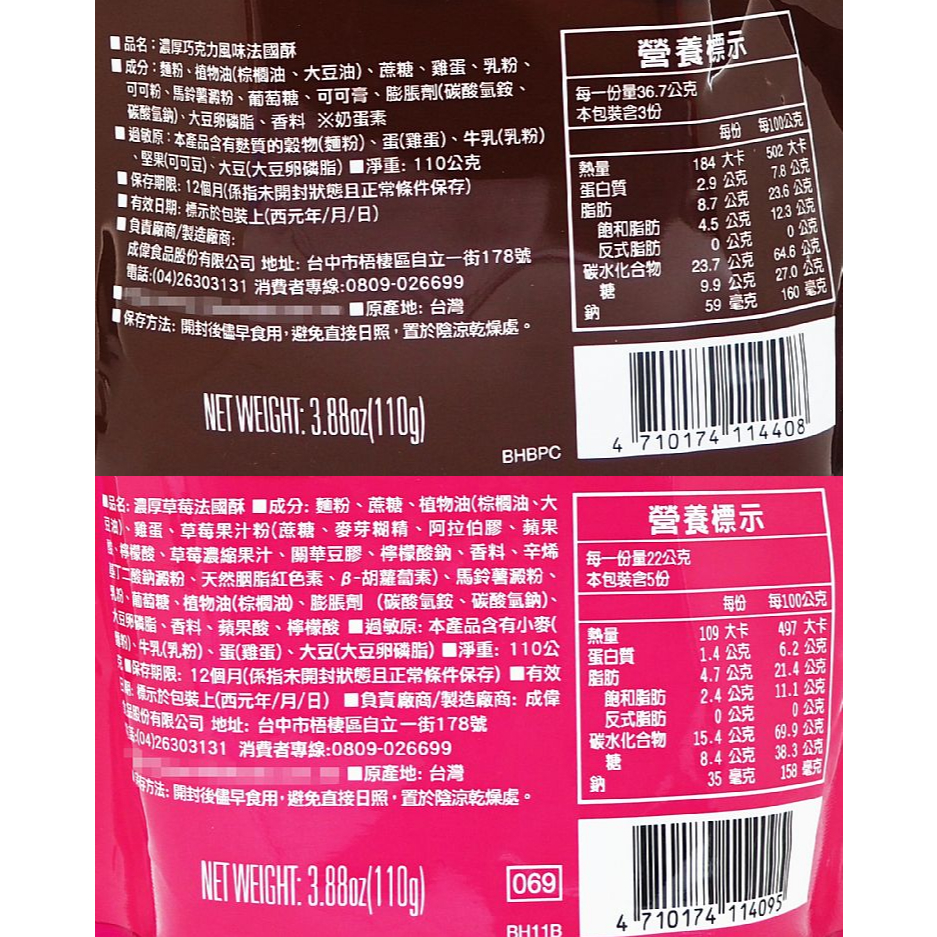 ■品名：濃厚巧克力風味法國酥
■成分：麵粉、植物油(棕櫚油、大豆油)、蔗糖、雞蛋、乳粉、
可可粉、馬鈴薯澱粉、葡萄糖、可可膏、膨脹劑(碳酸氫銨、
碳酸氫鈉)、大豆卵磷脂、香料 ※奶蛋素
■過敏原：本產品含有麩質的穀物(麵粉)、蛋(雞蛋)、牛乳(乳粉)
、堅果(可可豆)、大豆(大豆卵磷脂) ■淨重: 110公克
■保存期限: 12個月(係指未開封狀態且正常條件保存)
■有效日期: 標示於包裝上(西元年/月/日)
■負責廠商/製造廠商:
成偉食品股份有限公司 地址: 台中市梧棲區自立一街178號
電話:(04)26303131 消費者專線:0809-026699
■原產地: 台灣
■保存方法: 開封後儘早食用,避免直接日照,置於陰涼乾燥處。
NET WEIGHT: 3.88oz(110g)
BHBPC
營養標示
每一份量36.7公克
本包裝含3份
每份 每100公克
熱量 184 大卡 502 大卡
蛋白質 2.9 公克 7.8 公克
脂肪 8.7 公克 23.6 公克
飽和脂肪 4.5 公克 12.3 公克
反式脂肪 0 公克 0 公克
碳水化合物 23.7 公克 64.6 公克
糖 9.9 公克 27.0 公克
鈉 59 毫克 160 毫克
4 710174 114408
■品名: 濃厚草莓法國酥 ■成分: 麵粉、蔗糖、植物油(棕櫚油、大
豆油)、雞蛋、草莓果汁粉(蔗糖、麥芽糊精、阿拉伯膠、蘋果
酸、檸檬酸、草莓濃縮果汁、關華豆膠、檸檬酸鈉、香料、辛烯
基丁二酸鈉澱粉、天然胭脂紅色素、β-胡蘿蔔素)、馬鈴薯澱粉、
乳粉、葡萄糖、植物油(棕櫚油)、膨脹劑 (碳酸氫銨、碳酸氫鈉)、
大豆卵磷脂、香料、蘋果酸、檸檬酸 ■過敏原: 本產品含有小麥(
麵粉)、牛乳(乳粉)、蛋(雞蛋)、大豆(大豆卵磷脂) ■淨重: 110公
克 ■保存期限: 12個月(係指未開封狀態且正常條件保存) ■有效
日期: 標示於包裝上(西元年/月/日) ■負責廠商/製造廠商: 成偉
食品股份有限公司 地址: 台中市梧棲區自立一街178號
電話:(04)26303131 消費者專線:0809-026699
■原產地: 台灣
保存方法: 開封後儘早食用,避免直接日照,置於陰涼乾燥處。
NET WEIGHT: 3.88oz(110g)
069
BH11B
營養標示
每一份量22公克
本包裝含5份
每份 每100公克
熱量 109 大卡 497 大卡
蛋白質 1.4 公克 6.2 公克
脂肪 4.7 公克 21.4 公克
飽和脂肪 2.4 公克 11.1 公克
反式脂肪 0 公克 0 公克
碳水化合物 15.4 公克 69.9 公克
糖 8.4 公克 38.3 公克
鈉 35 毫克 158 毫克
4 710174 114095